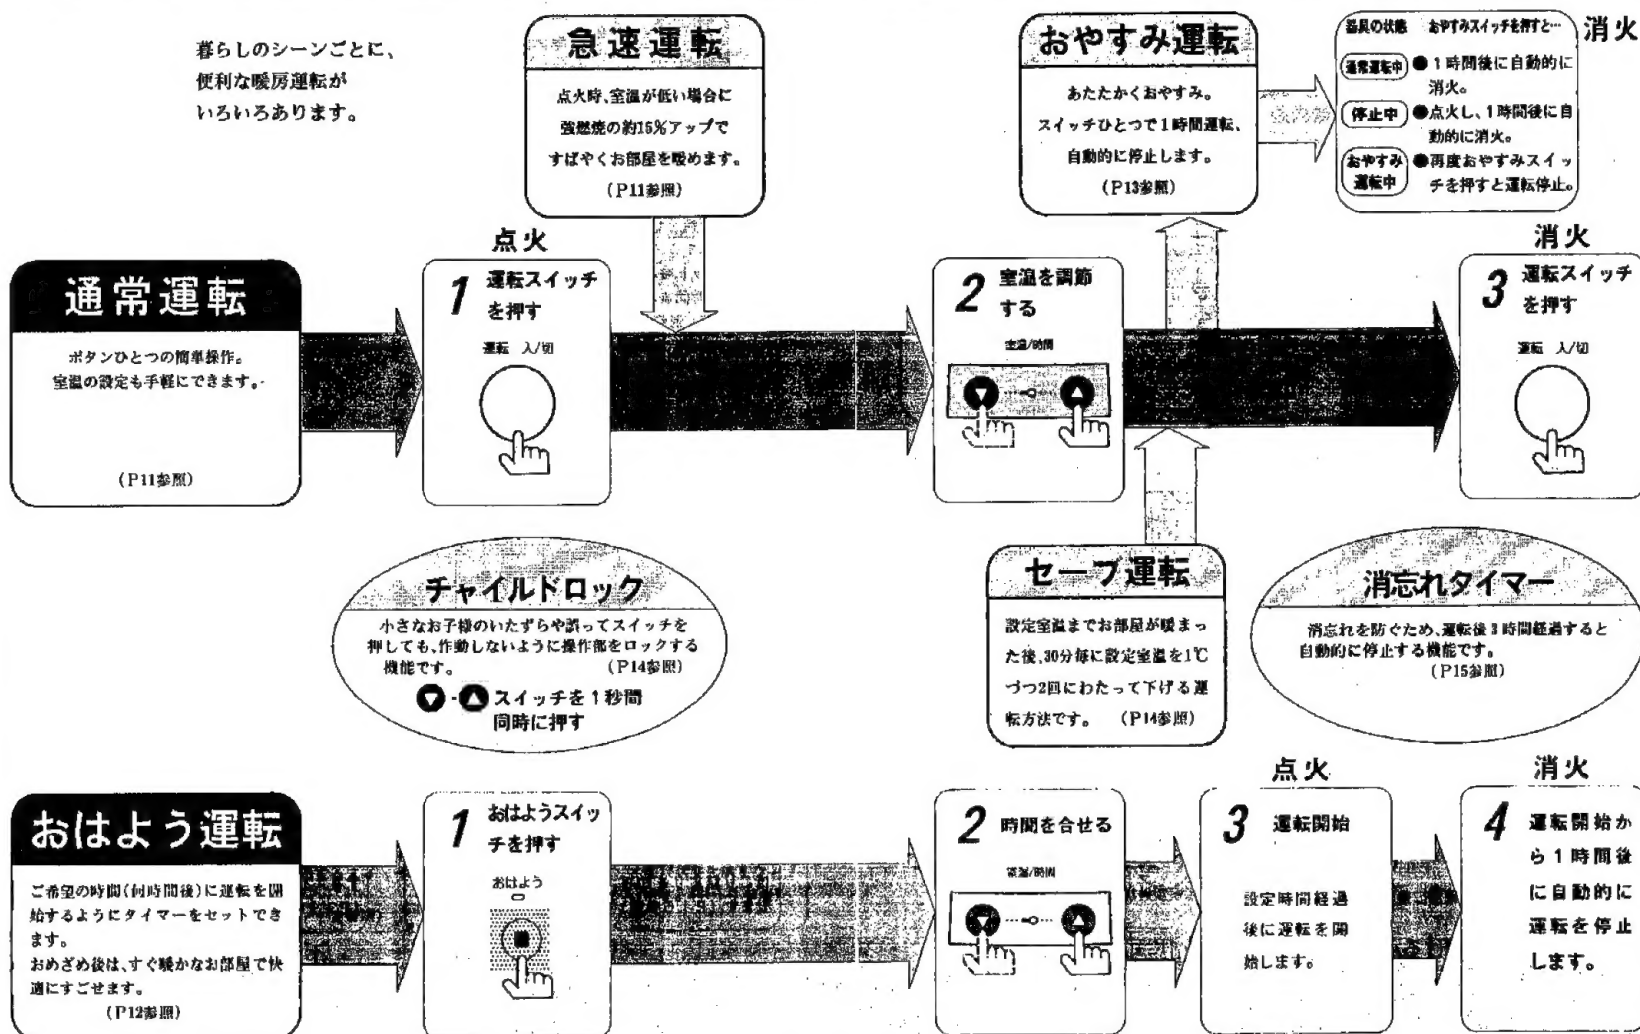 暮らしのシーンごとに、
便利な暖房運転が
いろいろあります。
急速運転
点火時、室温が低い場合に
強燃焼の約15%アップで
すばやくお部屋を暖めます。
(P11参照)
おやすみ運転
あたたかくおやすみ。
スイッチひとつで1時間運転、
自動的に停止します。
(P13参照)
器具の状態 おやすみスイッチを押すと…
消火
通常運転中 ●1時間後に自動的に
消火。
停止中 ●点火し、1時間後に自
動的に消火。
おやすみ
運転中
●再度おやすみスイッ
チを押すと運転停止。
通常運転
ボタンひとつの簡単操作。
室温の設定も手軽にできます。
(P11参照)
点火
1 運転スイッチ
を押す
運転 入/切
2 室温を調節
する
室温/時間
消火
3 運転スイッチ
を押す
運転 入/切
チャイルドロック
小さなお子様のいたずらや誤ってスイッチを
押しても、作動しないように操作部をロックする
機能です。 (P14参照)
▼-▲ スイッチを1秒間
同時に押す
セーブ運転
設定室温までお部屋が暖まっ
た後、30分毎に設定室温を1℃
づつ2回にわたって下げる運
転方法です。 (P14参照)
消忘れタイマー
消忘れを防ぐため、運転後3時間経過すると
自動的に停止する機能です。
(P15参照)
おはよう運転
ご希望の時間(何時間後)に運転を開
始するようにタイマーをセットでき
ます。
おめざめ後は、すぐ暖かなお部屋で快
適にすごせます。
(P12参照)
1 おはようスイッ
チを押す
おはよう
2 時間を合せる
室温/時間
点火
3 運転開始
設定時間経過
後に運転を開
始します。
消火
4 運転開始か
ら1時間後
に自動的に
運転を停止
します。